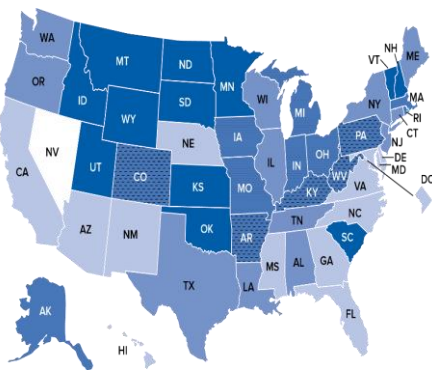 WA
MT
ND
MN
VT
NH
ME
OR
ID
SD
WI
MI
NY
MA
RI
CT
WY
IA
PA
NJ
NE
IL
IN
OH
DE
MD
NV
UT
CO
KS
MO
KY
WV
VA
DC
CA
AZ
NM
OK
AR
TN
NC
SC
MS
AL
GA
TX
LA
FL
AK
HI